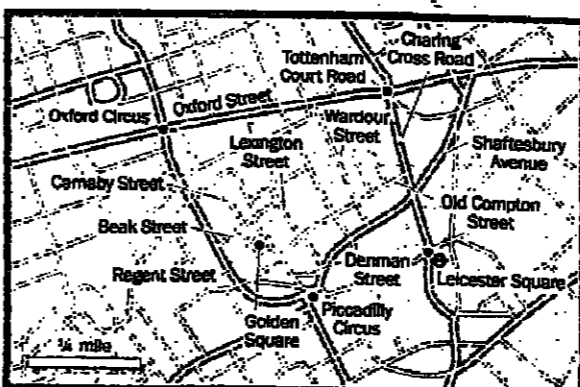 Charing
Cross Road
Tottenham
Court Road
Oxford Street
Oxford Circus
Wardour
Street
Lexington
Street
Shaftesbury
Avenue
Carnaby Street
Old Compton
Street
Beak Street
Denman
Street
Regent Street
Leicester Square
Piccadilly
Circus
Golden
Square
¼ mile